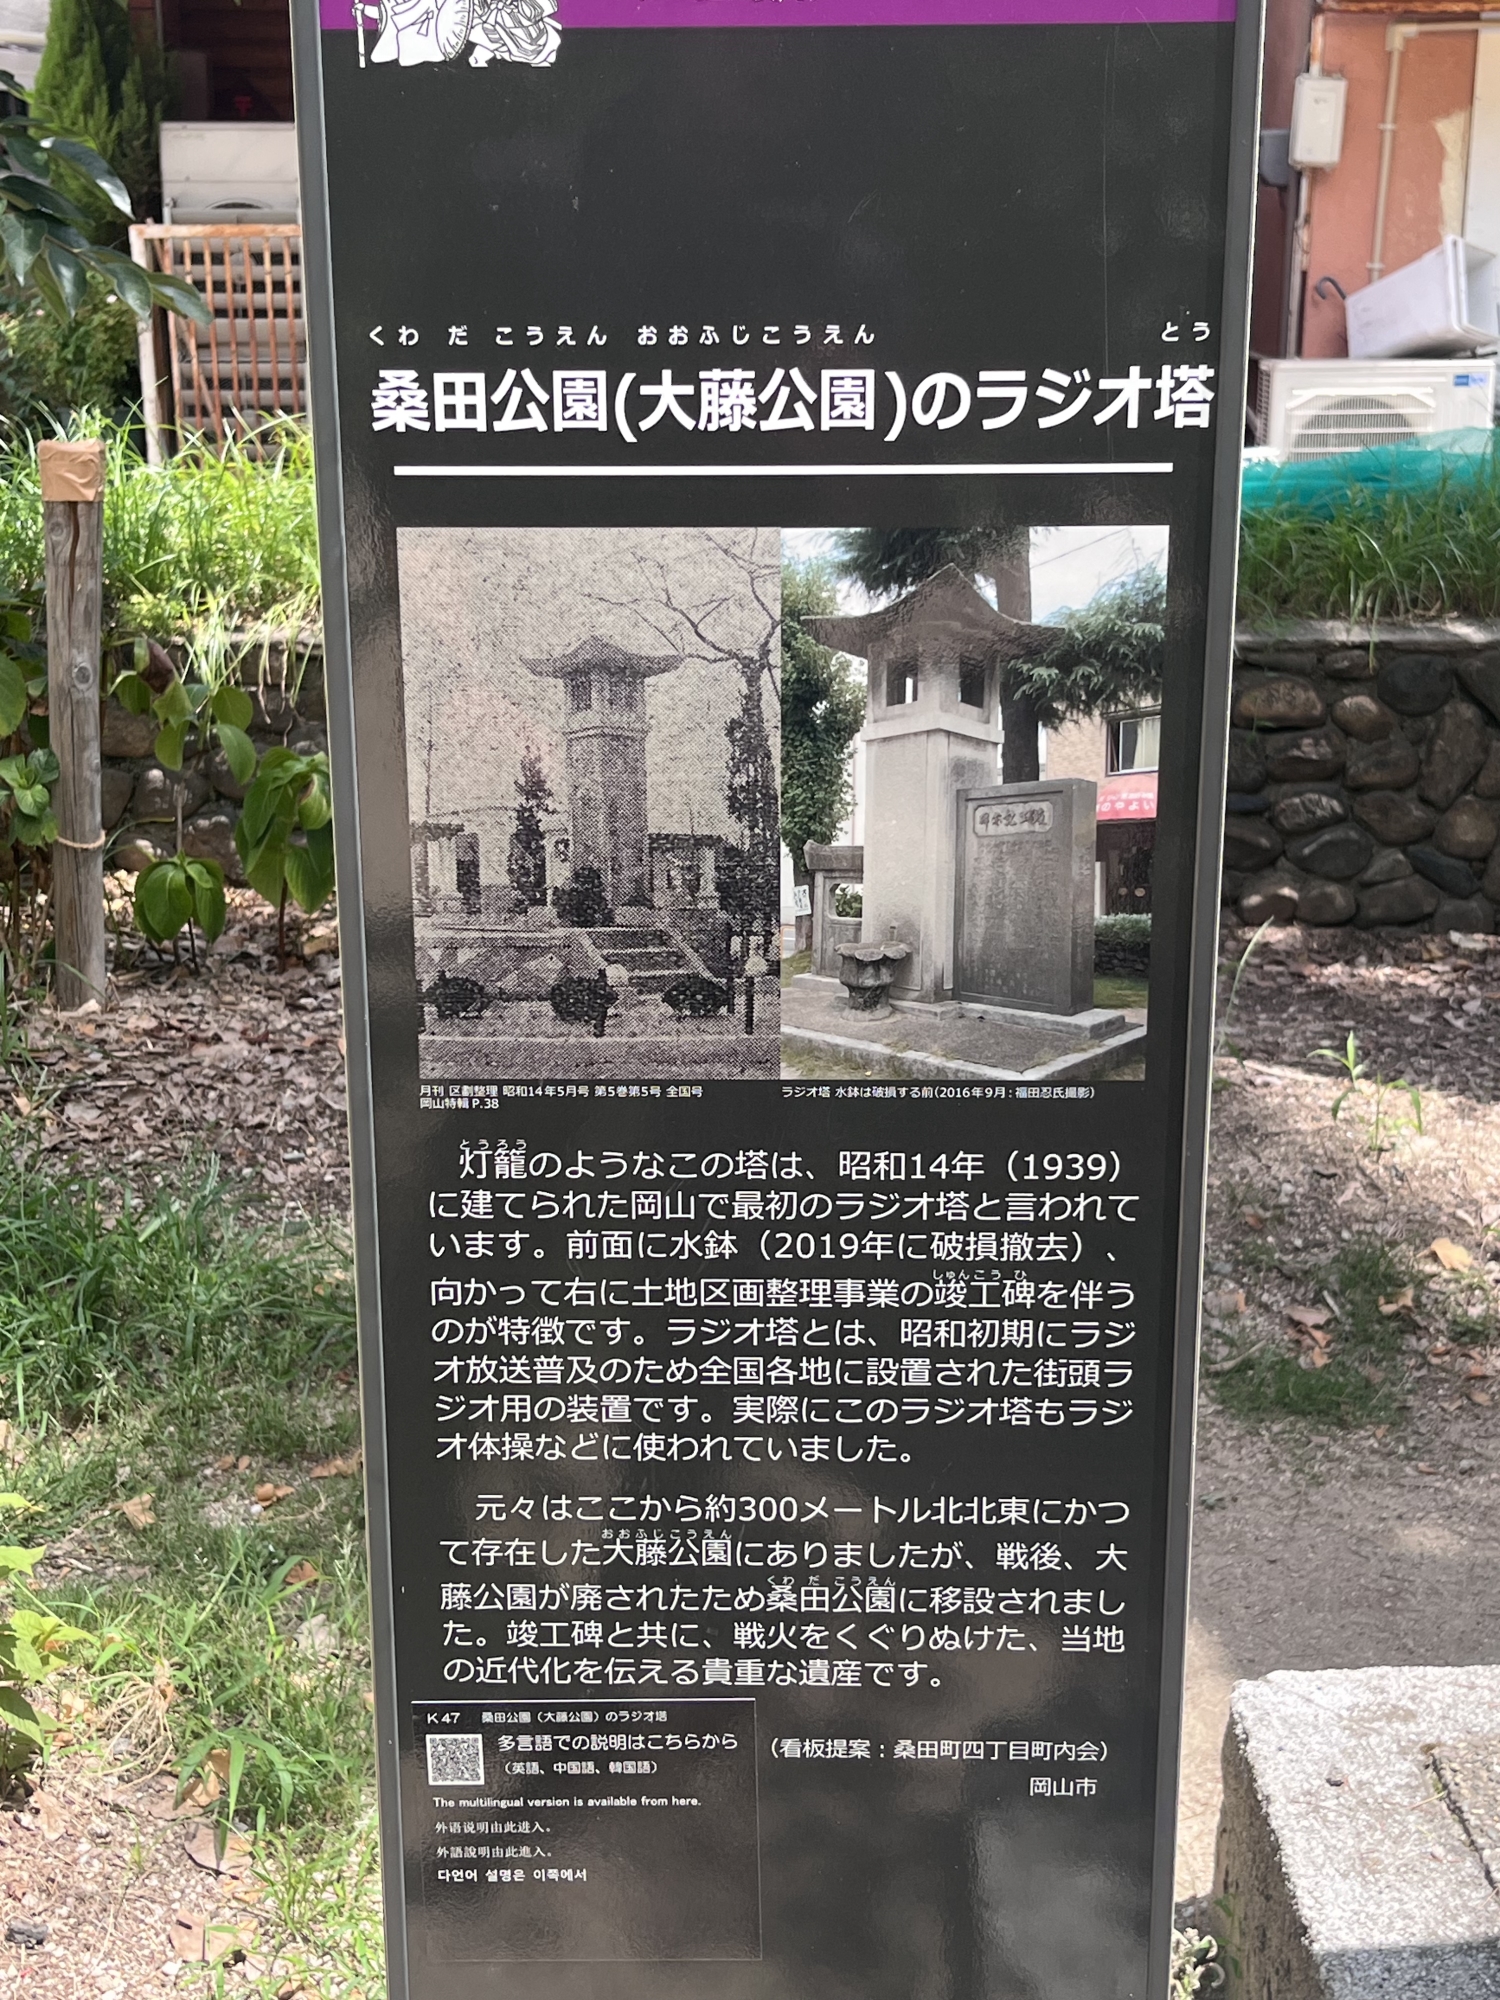 くわだこうえん おおふじこうえん とう
桑田公園(大藤公園)のラジオ塔
月刊 区劃整理 昭和14年5月号 第5巻第5号 全国号
岡山特輯 P.38
ラジオ塔 水鉢は破損する前(2016年9月:福田忍氏撮影)
とうろう
灯籠のようなこの塔は、昭和14年(1939)
に建てられた岡山で最初のラジオ塔と言われて
います。前面に水鉢(2019年に破損撤去)、
しゅんこうひ
向かって右に土地区画整理事業の竣工碑を伴う
のが特徴です。ラジオ塔とは、昭和初期にラジ
オ放送普及のため全国各地に設置された街頭ラ
ジオ用の装置です。実際にこのラジオ塔もラジ
オ体操などに使われていました。
元々はここから約300メートル北北東にかつ
おおふじこうえん
て存在した大藤公園にありましたが、戦後、大
くわだこうえん
藤公園が廃されたため桑田公園に移設されまし
た。竣工碑と共に、戦火をくぐりぬけた、当地
の近代化を伝える貴重な遺産です。
(看板提案:桑田町四丁目町内会)
岡山市
K 47 桑田公園(大藤公園)のラジオ塔
多言語での説明はこちらから
(英語、中国語、韓国語)
The multilingual version is available from here.
外语说明由此进入。
外語說明由此進入。
다언어 설명은 이쪽에서